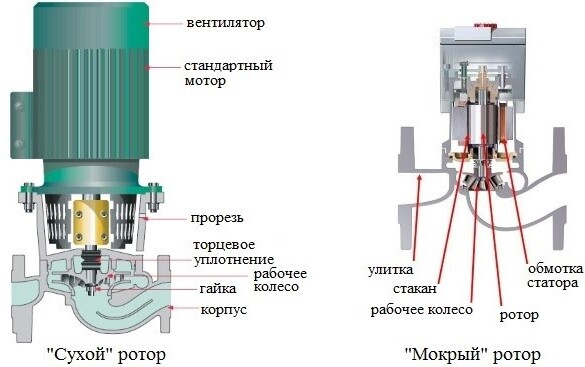 вентилятор
стандартный
мотор
прорезь
торцевое
уплотнение
рабочее
колесо
гайка
корпус
"Сухой" ротор
улитка
стакан
рабочее колесо
ротор
обмотка
статора
"Мокрый" ротор